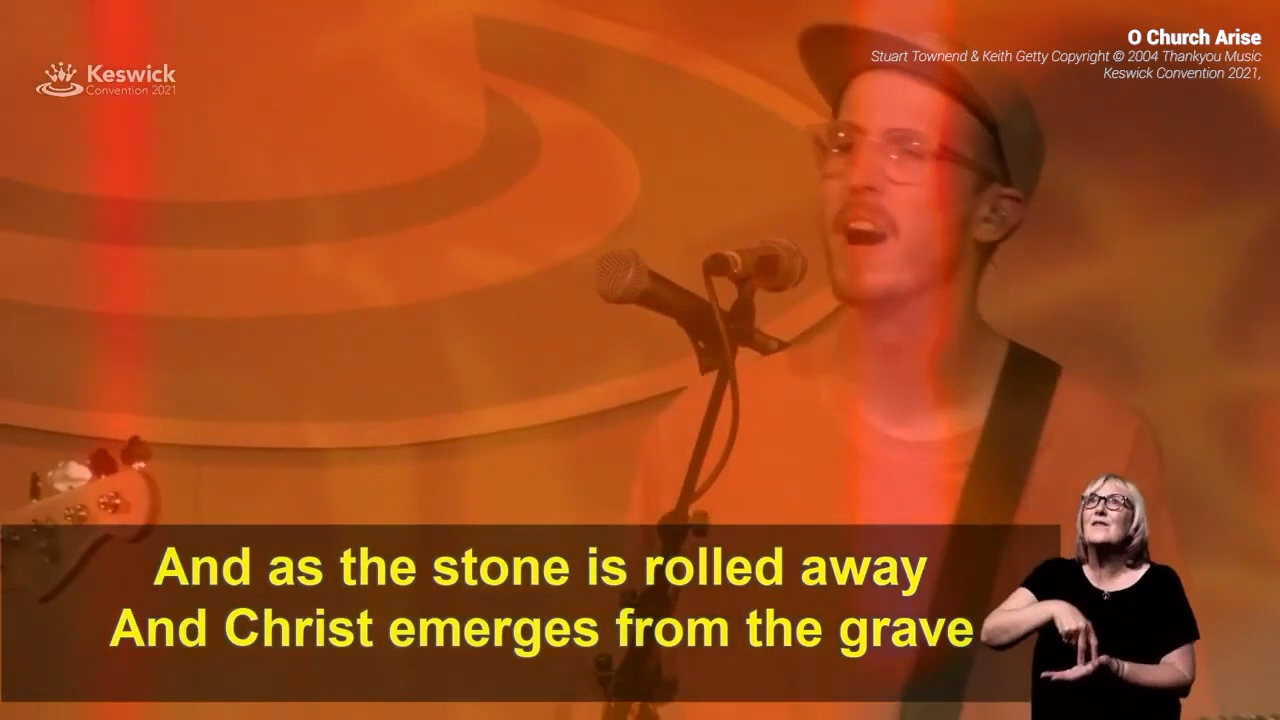 Keswick
Convention 2021
O Church Arise
Stuart Townend & Keith Getty Copyright © 2004 Thankyou Music
Keswick Convention 2021,
And as the stone is rolled away
And Christ emerges from the grave